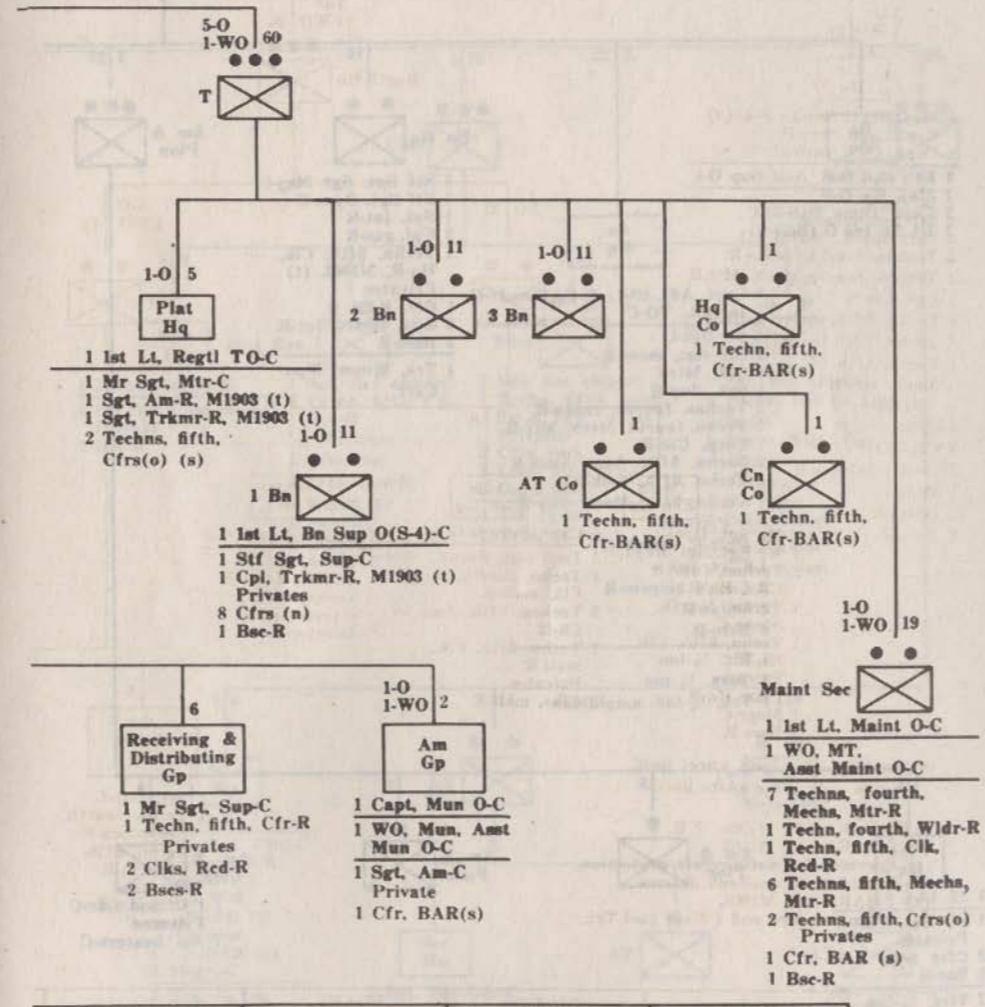 5-O
1-WO 60
T
1-O 5
Plat
Hq
1 1st Lt, Regtl TO-C
1 Mr Sgt, Mtr-C
1 Sgt, Am-R, M1903 (t)
1 Sgt, Trkmr-R, M1903 (t)
2 Techns, fifth,
Cfrs(o) (s)
1-O 11
1 Bn
1 1st Lt, Bn Sup O(S-4)-C
1 Stf Sgt, Sup-C
1 Cpl, Trkmr-R, M1903 (t)
Privates
8 Cfrs (n)
1 Bsc-R
1-O 11
2 Bn
1-O 11
3 Bn
1
Hq
Co
1 Techn, fifth,
Cfr-BAR(s)
1
AT Co
1 Techn, fifth,
Cfr-BAR(s)
1
Cn
Co
1 Techn, fifth,
Cfr-BAR(s)
1-O
1-WO 19
Maint Sec
1 1st Lt, Maint O-C
1 WO, MT,
Asst Maint O-C
7 Techns, fourth,
Mechs, Mtr-R
1 Techn, fourth, Wldr-R
1 Techn, fifth, Clk,
Rcd-R
6 Techns, fifth, Mechs,
Mtr-R
2 Techns, fifth, Cfrs(o)
Privates
1 Cfr, BAR (s)
1 Bsc-R
6
Receiving &
Distributing
Gp
1 Mr Sgt, Sup-C
1 Techn, fifth, Cfr-R
Privates
2 Clks, Rcd-R
2 Bscs-R
1-O
1-WO 2
Am
Gp
1 Capt, Mun O-C
1 WO, Mun, Asst
Mun O-C
1 Sgt, Am-C
Private
1 Cfr, BAR(s)